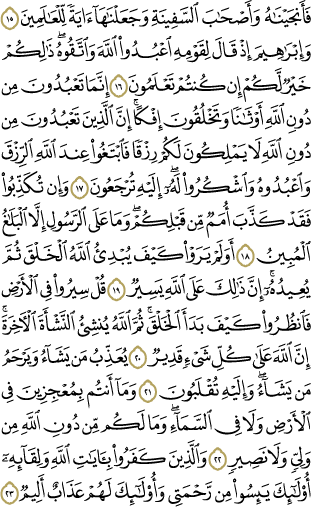 فَأَنجَيْنَٰهُ وَأَصْحَٰبَ ٱلسَّفِينَةِ وَجَعَلْنَٰهَآ ءَايَةً لِّلْعَٰلَمِينَ ١٥
وَإِبْرَٰهِيمَ إِذْ قَالَ لِقَوْمِهِ ٱعْبُدُوا۟ ٱللَّهَ وَٱتَّقُوهُ ۖ ذَٰلِكُمْ
خَيْرٌ لَّكُمْ إِن كُنتُمْ تَعْلَمُونَ ١٦ إِنَّمَا تَعْبُدُونَ مِن
دُونِ ٱللَّهِ أَوْثَٰنًا وَتَخْلُقُونَ إِفْكًا ۚ إِنَّ ٱلَّذِينَ تَعْبُدُونَ مِن
دُونِ ٱللَّهِ لَا يَمْلِكُونَ لَكُمْ رِزْقًا فَٱبْتَغُوا۟ عِندَ ٱللَّهِ ٱلرِّزْقَ
وَٱعْبُدُوهُ وَٱشْكُرُوا۟ لَهُۥٓ ۖ إِلَيْهِ تُرْجَعُونَ ١٧ وَإِن تُكَذِّبُوا۟
فَقَدْ كَذَّبَ أُمَمٌ مِّن قَبْلِكُمْ ۖ وَمَا عَلَى ٱلرَّسُولِ إِلَّا ٱلْبَلَٰغُ
ٱلْمُبِينُ ١٨ أَوَلَمْ يَرَوْا۟ كَيْفَ يُبْدِئُ ٱللَّهُ ٱلْخَلْقَ ثُمَّ
يُعِيدُهُۥٓ ۚ إِنَّ ذَٰلِكَ عَلَى ٱللَّهِ يَسِيرٌ ١٩ قُلْ سِيرُوا۟ فِى ٱلْأَرْضِ
فَٱنظُرُوا۟ كَيْفَ بَدَأَ ٱلْخَلْقَ ۚ ثُمَّ ٱللَّهُ يُنشِئُ ٱلنَّشْأَةَ ٱلْءَاخِرَةَ ۚ
إِنَّ ٱللَّهَ عَلَىٰ كُلِّ شَىْءٍ قَدِيرٌ ٢٠ يُعَذِّبُ مَن يَشَآءُ وَيَرْحَمُ
مَن يَشَآءُ ۖ وَإِلَيْهِ تُقْلَبُونَ ٢١ وَمَآ أَنتُم بِمُعْجِزِينَ فِى
ٱلْأَرْضِ وَلَا فِى ٱلسَّمَآءِ ۖ وَمَا لَكُم مِّن دُونِ ٱللَّهِ مِن
وَلِىٍّ وَلَا نَصِيرٍ ٢٢ وَٱلَّذِينَ كَفَرُوا۟ بِـَٔايَٰتِ ٱللَّهِ وَلِقَآئِهِۦٓ
أُو۟لَٰٓئِكَ يَئِسُوا۟ مِن رَّحْمَتِى وَأُو۟لَٰٓئِكَ لَهُمْ عَذَابٌ أَلِيمٌ ٢٣